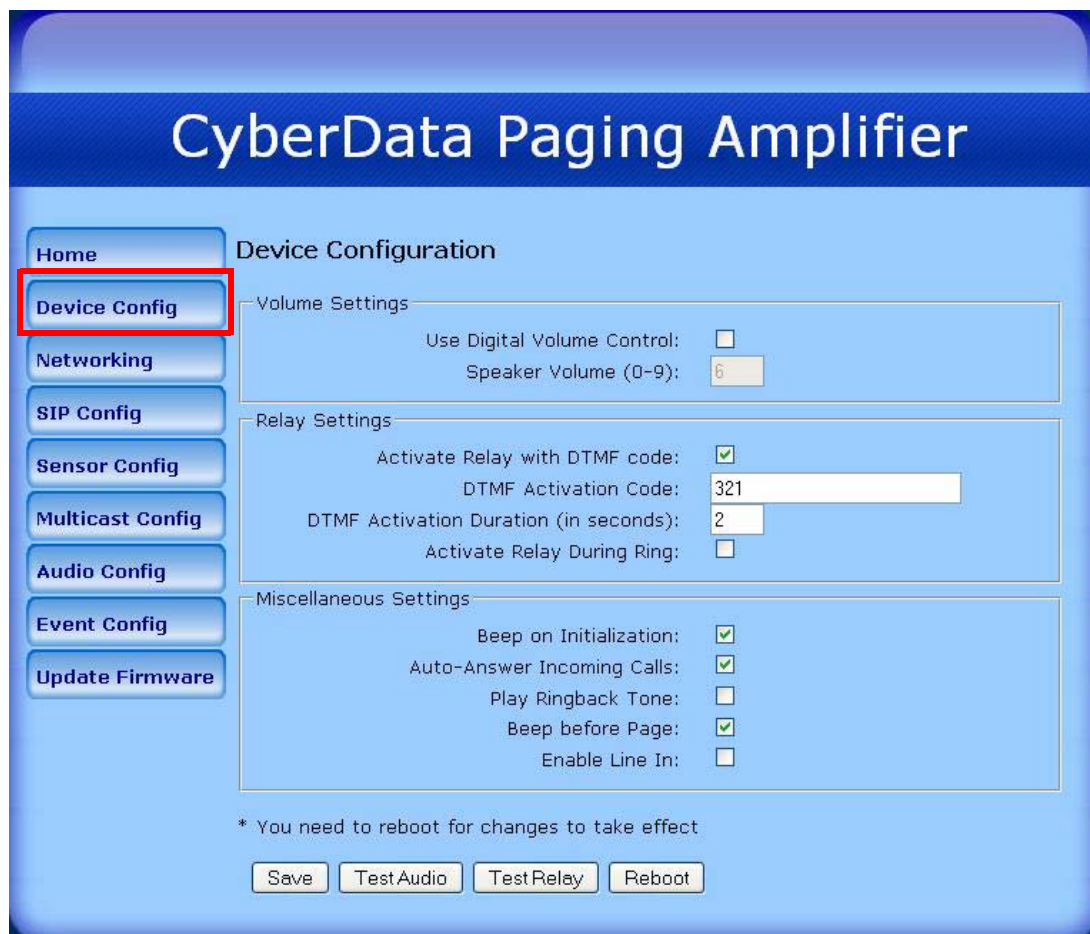 CyberData Paging Amplifier
Home
Device Config
Networking
SIP Config
Sensor Config
Multicast Config
Audio Config
Event Config
Update Firmware
Device Configuration
Volume Settings
Use Digital Volume Control:
Speaker Volume (0-9): 6
Relay Settings
Activate Relay with DTMF code:
DTMF Activation Code: 321
DTMF Activation Duration (in seconds): 2
Activate Relay During Ring:
Miscellaneous Settings
Beep on Initialization:
Auto-Answer Incoming Calls:
Play Ringback Tone:
Beep before Page:
Enable Line In:
* You need to reboot for changes to take effect
Save Test Audio Test Relay Reboot